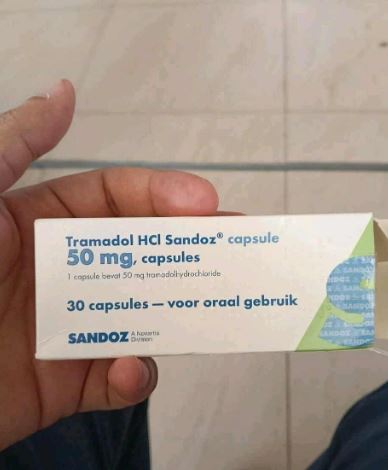 Tramadol HCl Sandoz® capsule
50 mg, capsules
1 capsule bevat 50 mg tramadolhydrochloride
30 capsules — voor oraal gebruik
SANDOZ A Novartis
Division